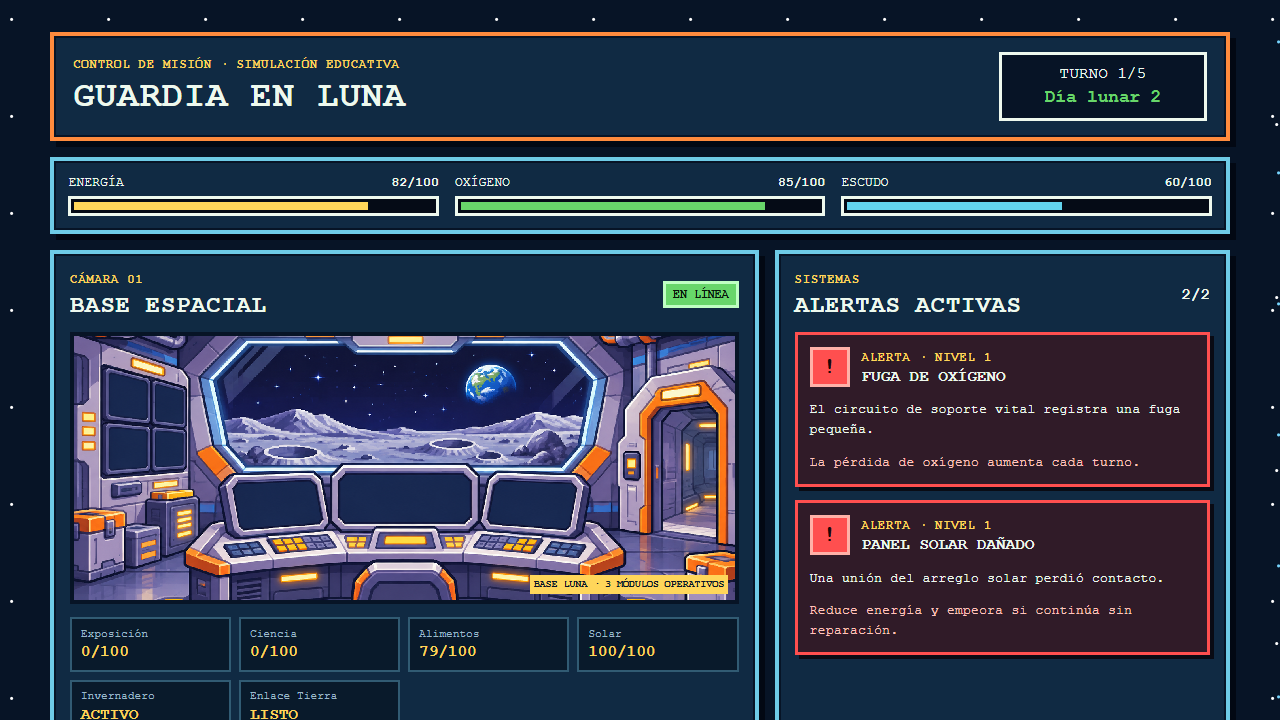 CONTROL DE MISIÓN · SIMULACIÓN EDUCATIVA
GUARDIA EN LUNA
TURNO 1/5
Día lunar 2
ENERGÍA 82/100
OXÍGENO 85/100
ESCUDO 60/100
CÁMARA 01
BASE ESPACIAL
EN LÍNEA
BASE LUNA · 3 MÓDULOS OPERATIVOS
Exposición
0/100
Ciencia
0/100
Alimentos
79/100
Solar
100/100
Invernadero
ACTIVO
Enlace Tierra
LISTO
SISTEMAS
ALERTAS ACTIVAS
2/2
!
ALERTA · NIVEL 1
FUGA DE OXÍGENO
El circuito de soporte vital registra una fuga
pequeña.
La pérdida de oxígeno aumenta cada turno.
!
ALERTA · NIVEL 1
PANEL SOLAR DAÑADO
Una unión del arreglo solar perdió contacto.
Reduce energía y empeora si continúa sin
reparación.